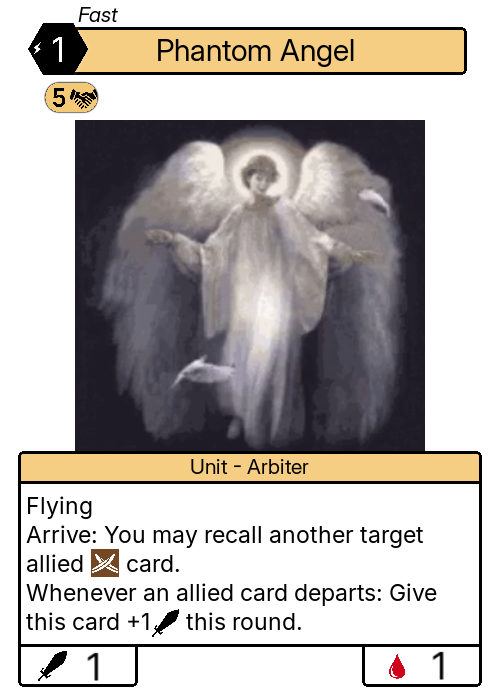 Fast
1
Phantom Angel
5
Unit - Arbiter
Flying
Arrive: You may recall another target
allied card.
Whenever an allied card departs: Give
this card +1 this round.
1
1